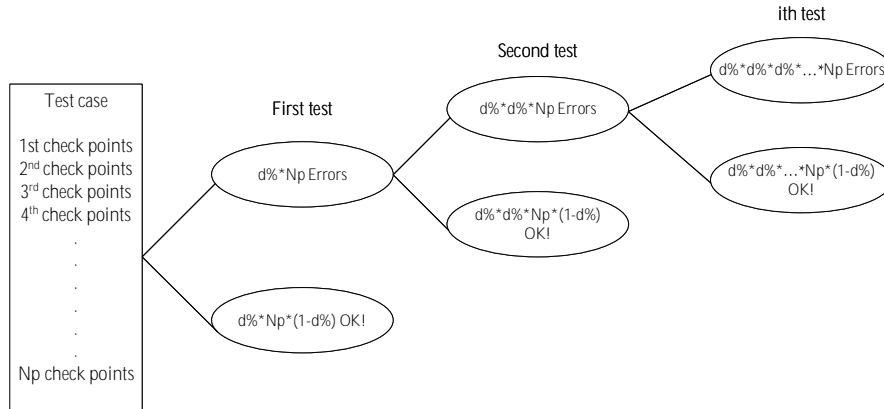 Test case
1st check points
2nd check points
3rd check points
4th check points
.
.
.
.
.
.
Np check points
First test
d%*Np Errors
d%*Np*(1-d%) OK!
Second test
d%*d%*Np Errors
d%*d%*Np*(1-d%)
OK!
ith test
d%*d%*d%*...*Np Errors
d%*d%*...*Np*(1-d%)
OK!